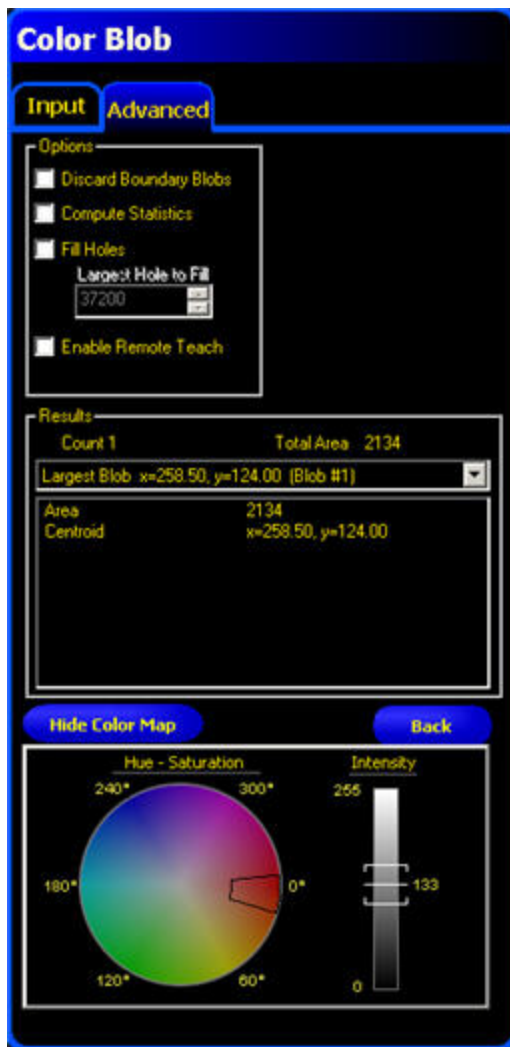 Color Blob
Input Advanced
Options
Discard Boundary Blobs
Compute Statistics
Fill Holes
Largest Hole to Fill
37200
Enable Remote Teach
Results
Count 1 Total Area 2134
Largest Blob x=258.50, y=124.00 (Blob #1)
Area 2134
Centroid x=258.50, y=124.00
Hide Color Map Back
Hue - Saturation Intensity
240° 300° 255
180° 0° 133
120° 60° 0